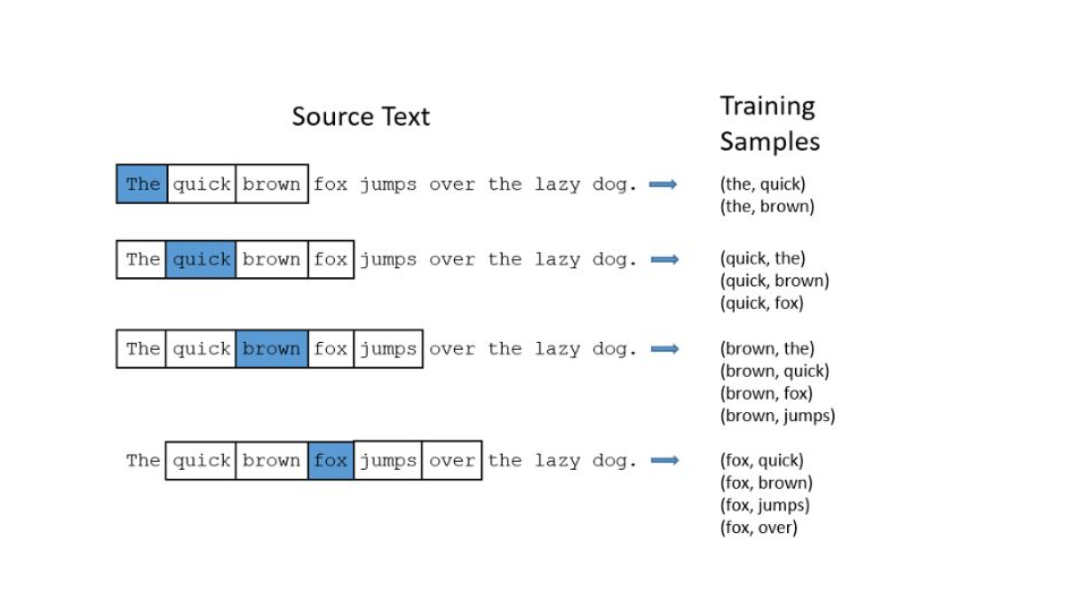 Source Text
Training
Samples
The quick brown fox jumps over the lazy dog.
(the, quick)
(the, brown)
The quick brown fox jumps over the lazy dog.
(quick, the)
(quick, brown)
(quick, fox)
The quick brown fox jumps over the lazy dog.
(brown, the)
(brown, quick)
(brown, fox)
(brown, jumps)
The quick brown fox jumps over the lazy dog.
(fox, quick)
(fox, brown)
(fox, jumps)
(fox, over)